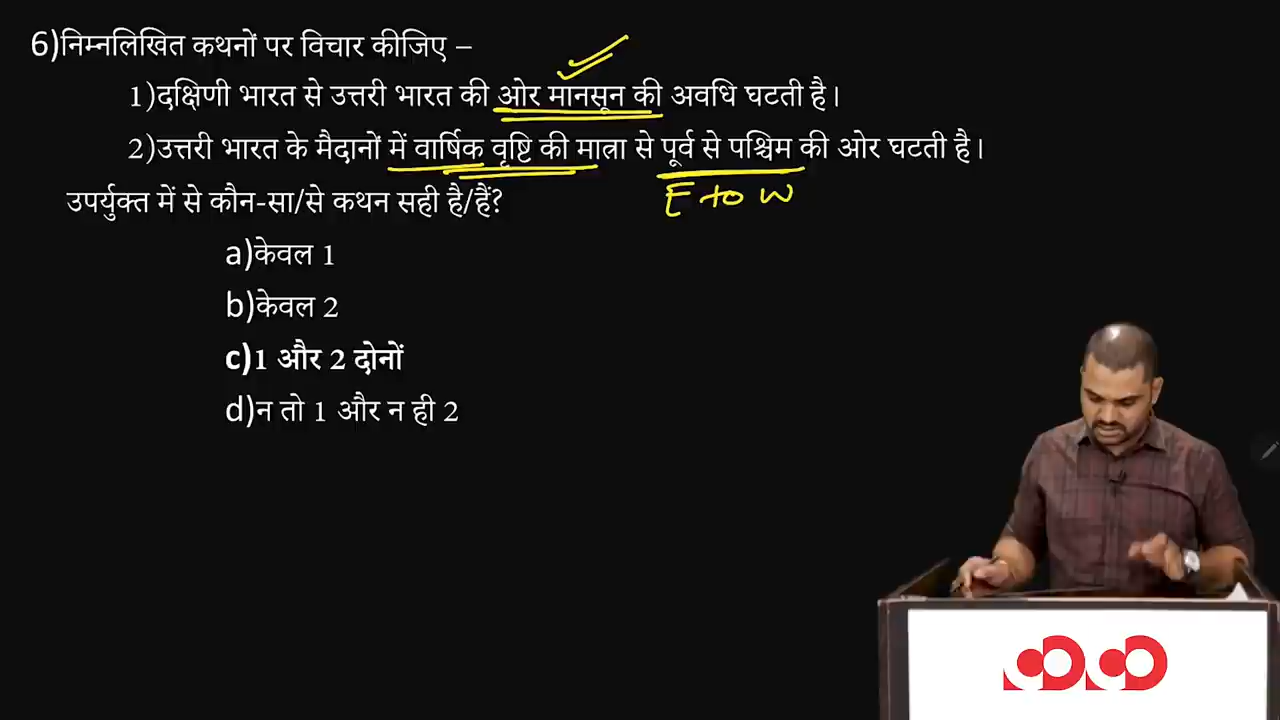 6)निम्नलिखित कथनों पर विचार कीजिए –
1)दक्षिणी भारत से उत्तरी भारत की ओर मानसून की अवधि घटती है।
2)उत्तरी भारत के मैदानों में वार्षिक वृष्टि की मात्रा से पूर्व से पश्चिम की ओर घटती है।
E to W
उपर्युक्त में से कौन-सा/से कथन सही है/हैं?
a)केवल 1
b)केवल 2
c)1 और 2 दोनों
d)न तो 1 और न ही 2